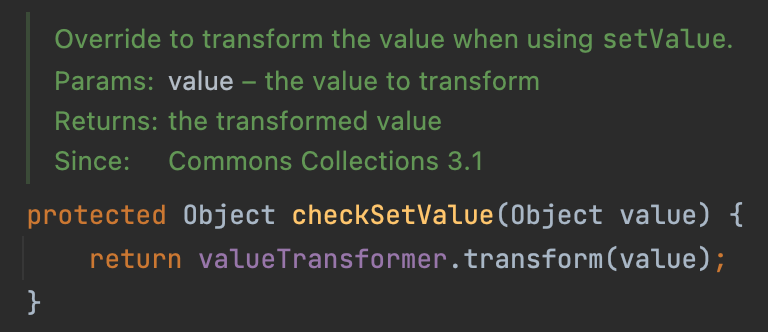 Override to transform the value when using setValue.
Params: value – the value to transform
Returns: the transformed value
Since: Commons Collections 3.1
protected Object checkSetValue(Object value) {
    return valueTransformer.transform(value);
}